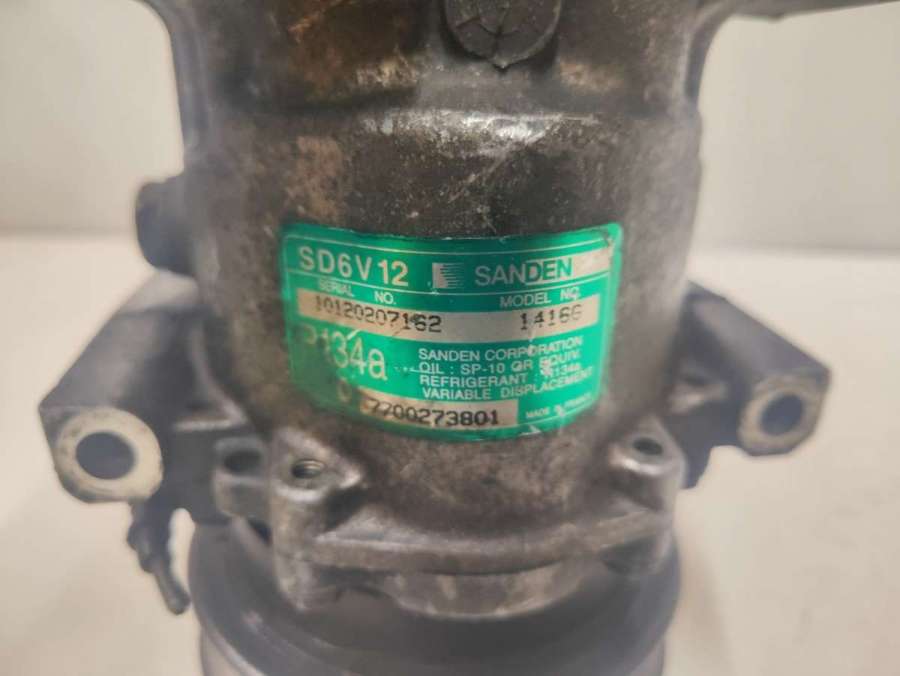 SD6V12 SANDEN
SERIAL NO. MODEL NO.
10120207162 1416
R134a
SANDEN CORPORATION
OIL : SP-10 OR EQUIV.
REFRIGERANT : R134a
VARIABLE DISPLACEMENT
7700273801
MADE IN FRANCE